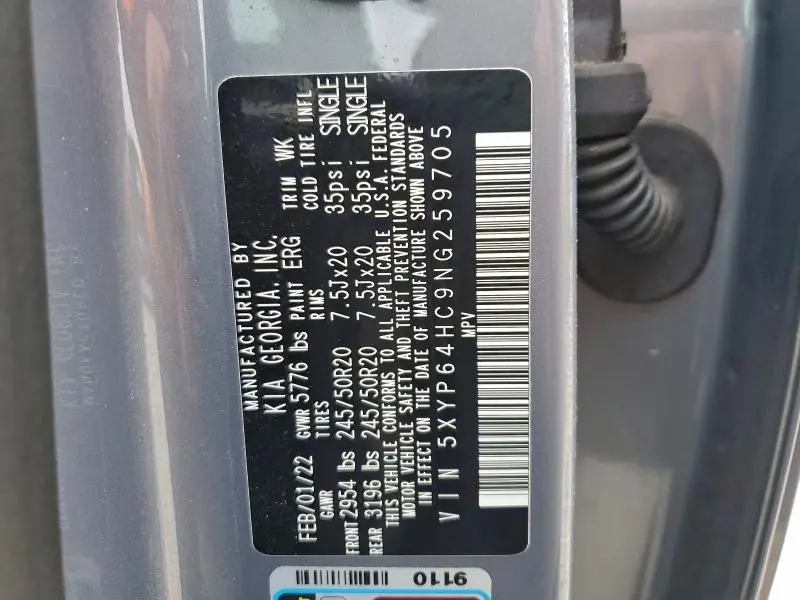 MANUFACTURED BY
KIA GEORGIA, INC.
FEB/01/22 GVWR 5776 lbs PAINT ERG TRIM WK
GAWR TIRES RIMS COLD TIRE INFL
FRONT 2954 lbs 245/50R20 7.5Jx20 35psi SINGLE
REAR 3196 lbs 245/50R20 7.5Jx20 35psi SINGLE
THIS VEHICLE CONFORMS TO ALL APPLICABLE U.S.A. FEDERAL
MOTOR VEHICLE SAFETY AND THEFT PREVENTION STANDARDS
IN EFFECT ON THE DATE OF MANUFACTURE SHOWN ABOVE
VIN 5XYP64HC9NG259705
MPV
9110